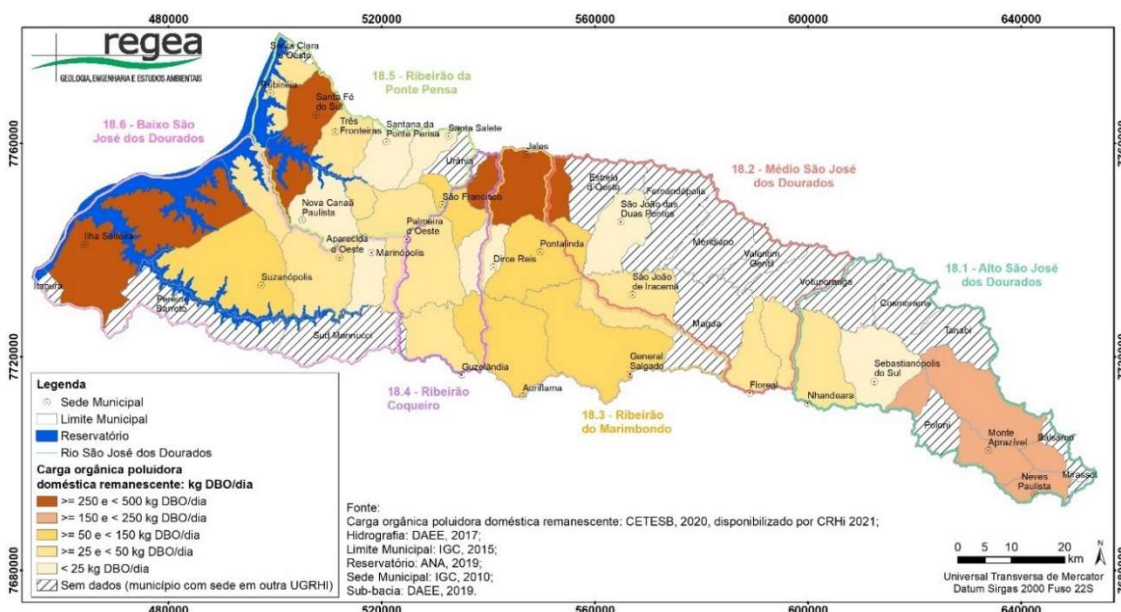 480000 520000 560000 600000 640000
regea
GEOLOGIA, ENGENHARIA E ESTUDOS AMBIENTAIS
Santa Clara
d'Oeste
Rubinéia
Santa Fé
do Sul
Três
Fronteiras
Santana da
Ponte Pensa
Santa Salete
Urânia
Jales
18.5 - Ribeirão da
Ponte Pensa
18.6 - Baixo São
José dos Dourados
18.2 - Médio São José
dos Dourados
18.1 - Alto São José
dos Dourados
18.4 - Ribeirão
Coqueiro
18.3 - Ribeirão
do Marimbondo
7760000
7760000
Estrela
d'Oeste
Fernandópolis
São João das
Duas Pontes
Meridiano
Valentim
Gentil
Votuporanga
Cosmorama
Tanabi
Nova Canaã
Paulista
São Francisco
Palmeira
d'Oeste
Aparecida
d'Oeste
Marinópolis
Dirce Reis
Pontalinda
São João
de Iracema
Magda
Ilha Solteira
Itapura
Suzanápolis
Pereira
Barreto
Sud Mennucci
Guzolândia
Auriflama
General
Salgado
Floreal
Nhandeara
Sebastianópolis
do Sul
Poloni
Monte
Aprazível
Bálsamo
Mirassol
Neves
Paulista
7720000
7720000
Legenda
Sede Municipal
Limite Municipal
Reservatório
Rio São José dos Dourados
Carga orgânica poluidora
doméstica remanescente: kg DBO/dia
>= 250 e < 500 kg DBO/dia
>= 150 e < 250 kg DBO/dia
>= 50 e < 150 kg DBO/dia
>= 25 e < 50 kg DBO/dia
< 25 kg DBO/dia
Sem dados (município com sede em outra UGRHI)
Fonte:
Carga orgânica poluidora doméstica remanescente: CETESB, 2020, disponibilizado por CRHi 2021;
Hidrografia: DAEE, 2017;
Limite Municipal: IGC, 2015;
Reservatório: ANA, 2019;
Sede Municipal: IGC, 2010;
Sub-bacia: DAEE, 2019.
0 5 10 20
km
N
Universal Transversa de Mercator
Datum Sirgas 2000 Fuso 22S
7680000
7680000
480000 520000 560000 600000 640000